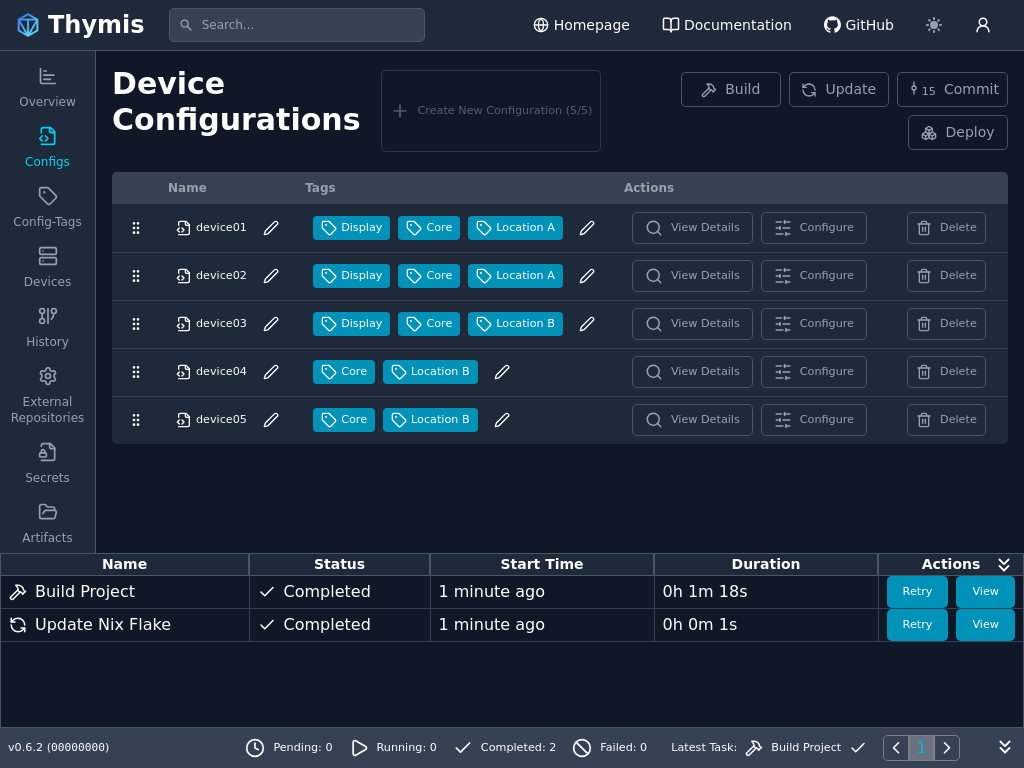 Thymis
Search...
Homepage
Documentation
GitHub
Overview
Configs
Config-Tags
Devices
History
External
Repositories
Secrets
Artifacts
Device
Configurations
Create New Configuration (5/5)
Build
Update
15 Commit
Deploy
Name Tags Actions
device01 Display Core Location A View Details Configure Delete
device02 Display Core Location A View Details Configure Delete
device03 Display Core Location B View Details Configure Delete
device04 Core Location B View Details Configure Delete
device05 Core Location B View Details Configure Delete
Name Status Start Time Duration Actions
Build Project Completed 1 minute ago 0h 1m 18s Retry View
Update Nix Flake Completed 1 minute ago 0h 0m 1s Retry View
v0.6.2 (00000000) Pending: 0 Running: 0 Completed: 2 Failed: 0 Latest Task: Build Project 1